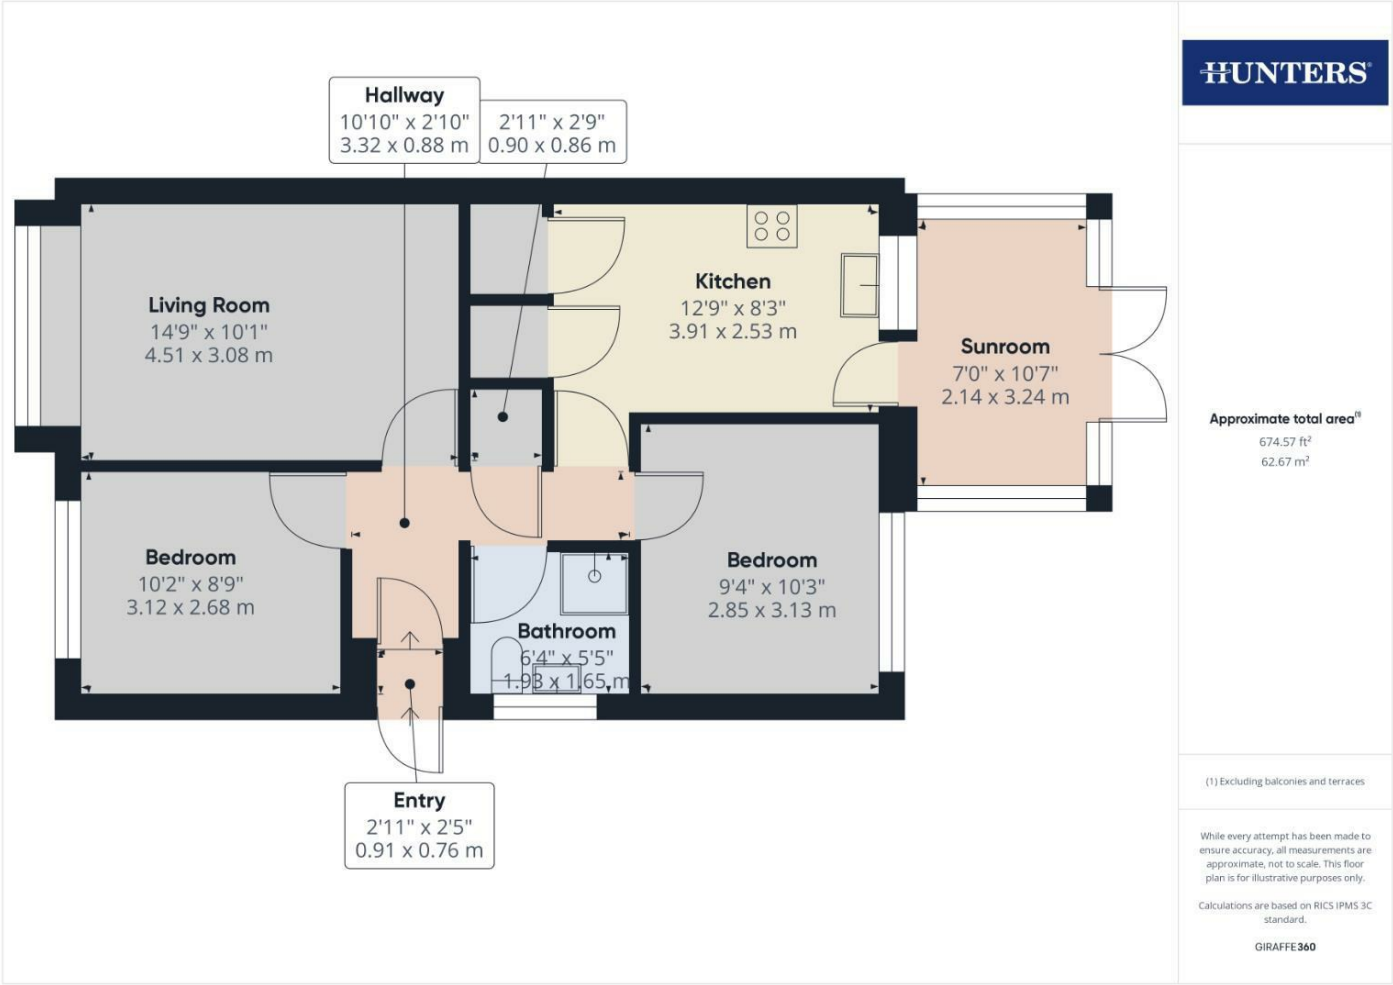 Hallway
10'10" x 2'10"
3.32 x 0.88 m
2'11" x 2'9"
0.90 x 0.86 m
Living Room
14'9" x 10'1"
4.51 x 3.08 m
Kitchen
12'9" x 8'3"
3.91 x 2.53 m
Sunroom
7'0" x 10'7"
2.14 x 3.24 m
Bedroom
10'2" x 8'9"
3.12 x 2.68 m
Bathroom
6'4" x 5'5"
1.93 x 1.65 m
Bedroom
9'4" x 10'3"
2.85 x 3.13 m
Entry
2'11" x 2'5"
0.91 x 0.76 m
HUNTERS®
Approximate total area⁽¹⁾
674.57 ft²
62.67 m²
(1) Excluding balconies and terraces
While every attempt has been made to
ensure accuracy, all measurements are
approximate, not to scale. This floor
plan is for illustrative purposes only.
Calculations are based on RICS IPMS 3C
standard.
GIRAFFE360